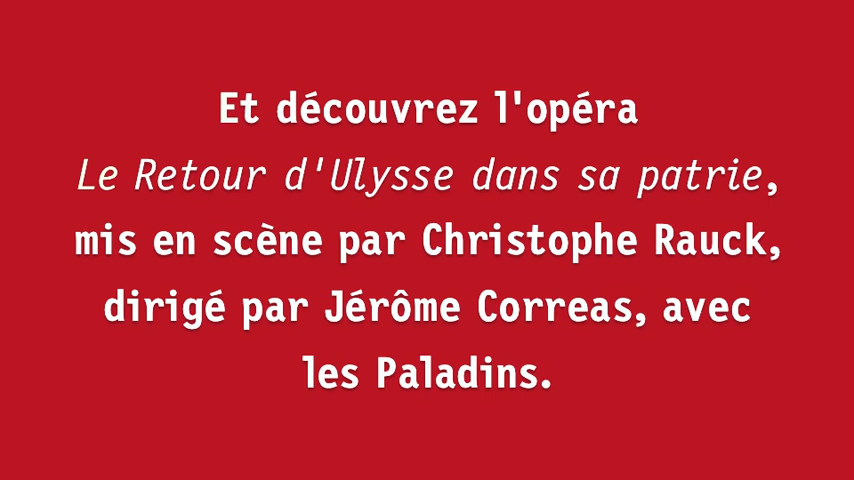 Et découvrez l'opéra
Le Retour d'Ulysse dans sa patrie,
mis en scène par Christophe Rauck,
dirigé par Jérôme Correas, avec
les Paladins.